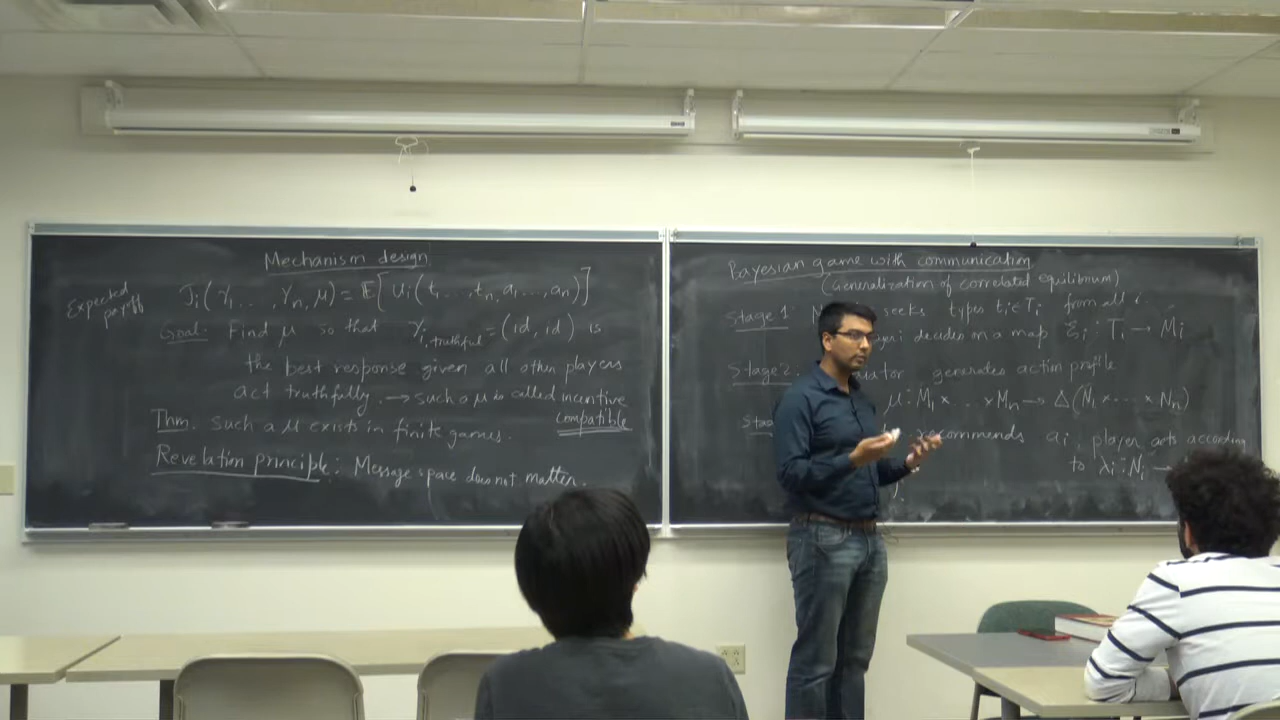 Mechanism design
Expected payoff
J_i(γ_1, ..., γ_n, μ) = 𝔼[u_i(t_1, ..., t_n, a_1, ..., a_n)]
Goal: Find μ so that γ_{i, truthful} = (id, id) is
the best response given all other players
act truthfully. → such a μ is called incentive
compatible
Thm. Such a μ exists in finite games.
Revelation principle: Message space does not matter.
Bayesian game with communication
(Generalization of correlated equilibrium)
Stage 1 seeks types t_i ∈ T_i from all i.
decides on a map ξ_i : T_i → M_i
Stage 2. generates action profile
μ : M_1 × ... × M_n → Δ(N_1 × ... × N_n)
recommends a_i, player acts according
to λ_i : N_i →